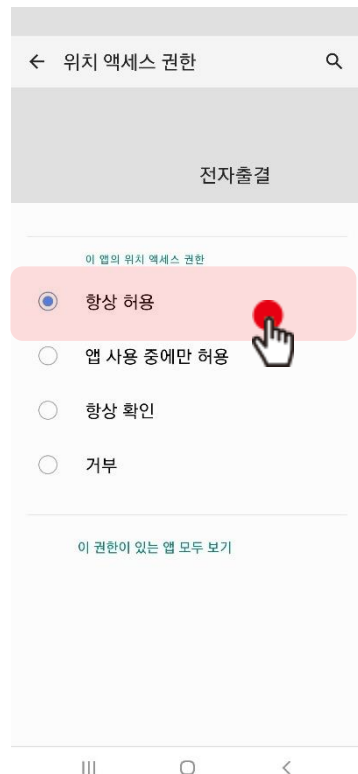 위치 액세스 권한
전자출결
이 앱의 위치 액세스 권한
항상 허용
앱 사용 중에만 허용
항상 확인
거부
이 권한이 있는 앱 모두 보기